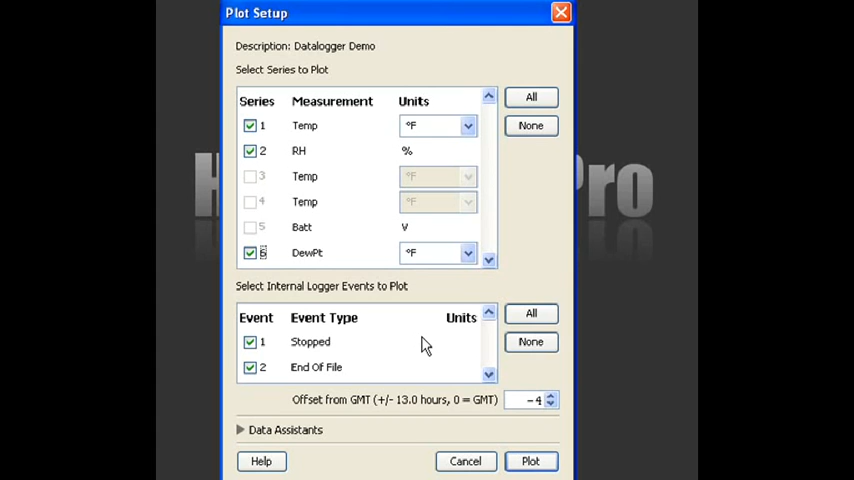 Plot Setup
Description: Datalogger Demo
Select Series to Plot
Series Measurement Units
1 Temp °F
2 RH %
3 Temp °F
4 Temp °F
5 Batt V
6 DewPt °F
All
None
Select Internal Logger Events to Plot
Event Event Type Units
1 Stopped
2 End Of File
All
None
Offset from GMT (+/- 13.0 hours, 0 = GMT) -4
Data Assistants
Help Cancel Plot
H Pro